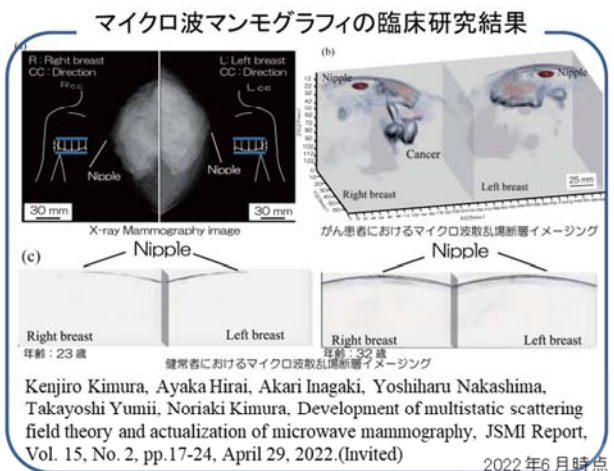 マイクロ波マンモグラフィの臨床研究結果
R : Right breast
CC : Direction
Rcc
L : Left breast
CC : Direction
Lcc
Nipple
Nipple
30 mm
30 mm
X-ray Mammography image
(b)
Nipple
Nipple
Cancer
Right breast
Left breast
25 mm
がん患者におけるマイクロ波散乱場断層イメージング
(c)
Nipple
Nipple
Right breast
Left breast
Right breast
Left breast
年齢：23 歳
年齢：32 歳
健常者におけるマイクロ波散乱場断層イメージング
Kenjiro Kimura, Ayaka Hirai, Akari Inagaki, Yoshiharu Nakashima,
Takayoshi Yumii, Noriaki Kimura, Development of multistatic scattering
field theory and actualization of microwave mammography, JSMI Report,
Vol. 15, No. 2, pp.17-24, April 29, 2022.(Invited)
2022 年6 月時点